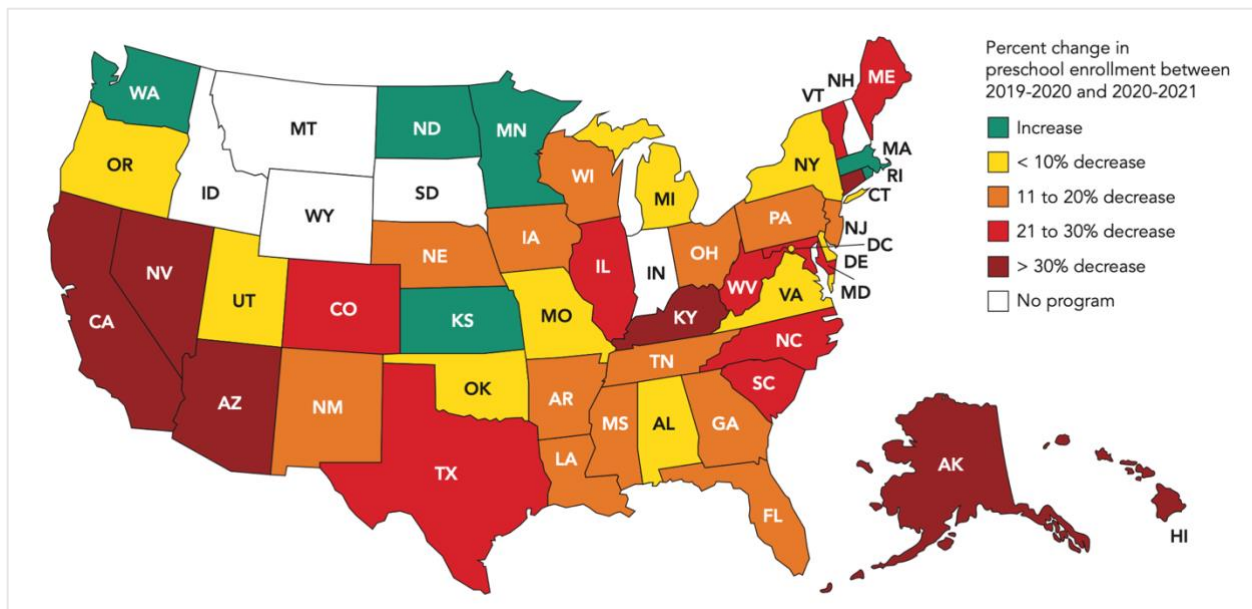 Percent change in
preschool enrollment between
2019-2020 and 2020-2021
Increase
< 10% decrease
11 to 20% decrease
21 to 30% decrease
> 30% decrease
No program
WA
MT
ND
MN
OR
ID
WY
SD
WI
MI
NY
VT
NH
ME
MA
RI
CT
NV
CA
UT
CO
NE
IA
IL
IN
OH
PA
NJ
DC
DE
MD
WV
VA
KS
MO
KY
AZ
NM
OK
AR
TN
NC
SC
TX
LA
MS
AL
GA
FL
AK
HI